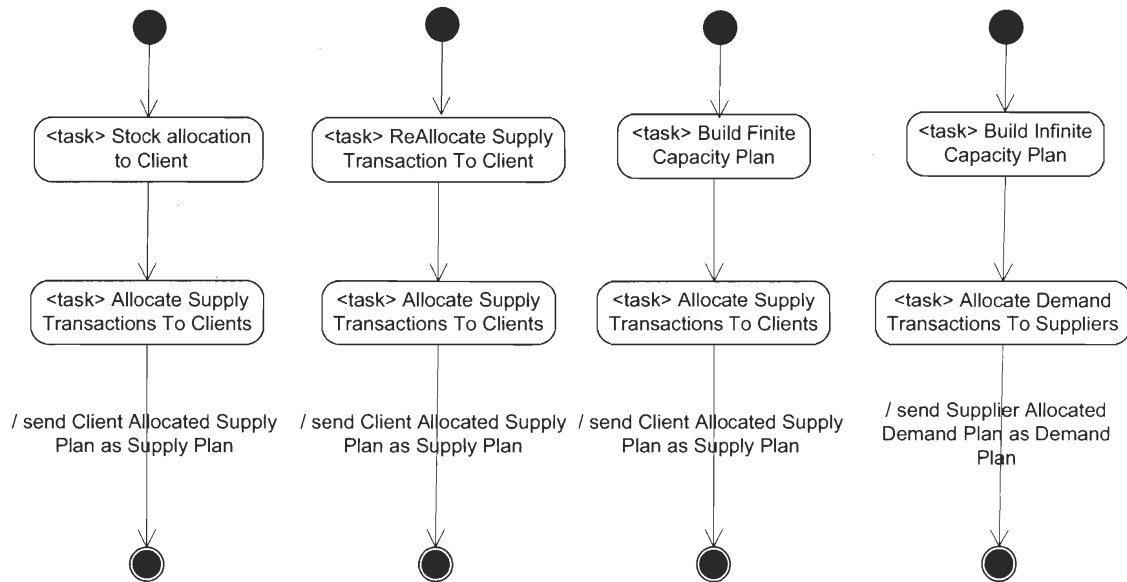 <task> Stock allocation
to Client
<task> ReAllocate Supply
Transaction To Client
<task> Build Finite
Capacity Plan
<task> Build Infinite
Capacity Plan
<task> Allocate Supply
Transactions To Clients
<task> Allocate Supply
Transactions To Clients
<task> Allocate Supply
Transactions To Clients
<task> Allocate Demand
Transactions To Suppliers
/ send Client Allocated Supply
Plan as Supply Plan
/ send Client Allocated Supply
Plan as Supply Plan
/ send Client Allocated Supply
Plan as Supply Plan
/ send Supplier Allocated
Demand Plan as Demand
Plan